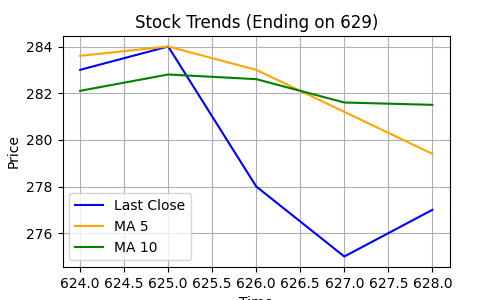 Stock Trends (Ending on 629)
284
282
280
278
276
Price
Last Close
MA 5
MA 10
624.0 624.5 625.0 625.5 626.0 626.5 627.0 627.5 628.0
Time